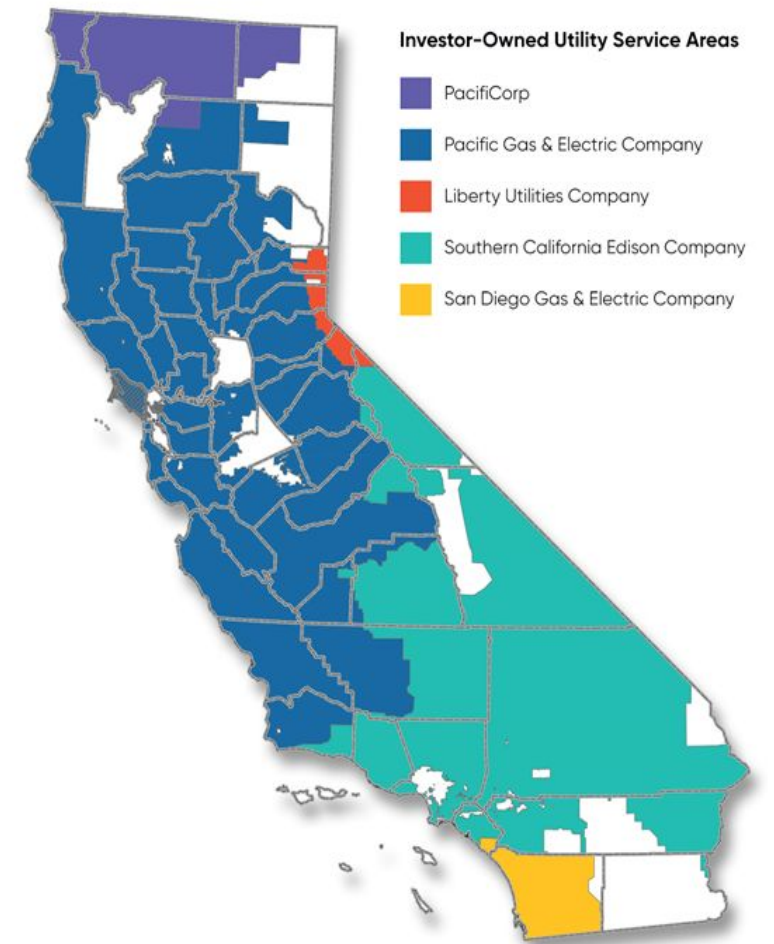 Investor-Owned Utility Service Areas
PacifiCorp
Pacific Gas & Electric Company
Liberty Utilities Company
Southern California Edison Company
San Diego Gas & Electric Company